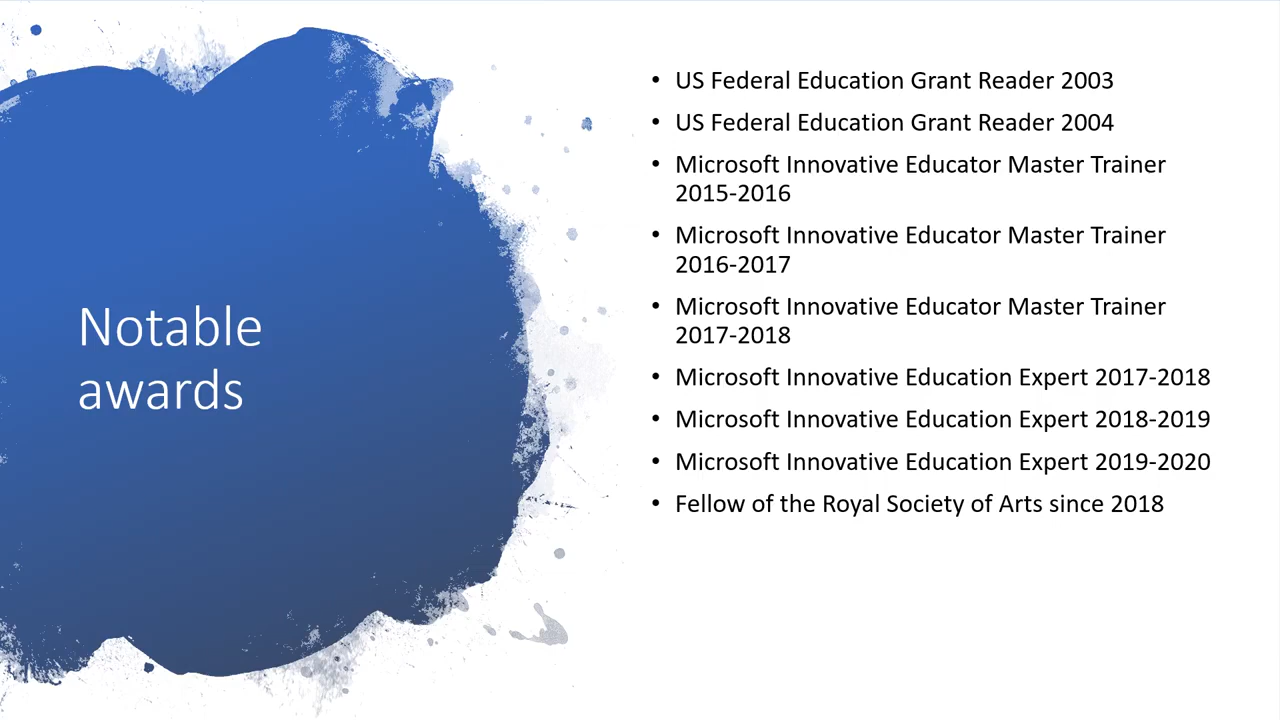 Notable
awards
• US Federal Education Grant Reader 2003
• US Federal Education Grant Reader 2004
• Microsoft Innovative Educator Master Trainer
2015-2016
• Microsoft Innovative Educator Master Trainer
2016-2017
• Microsoft Innovative Educator Master Trainer
2017-2018
• Microsoft Innovative Education Expert 2017-2018
• Microsoft Innovative Education Expert 2018-2019
• Microsoft Innovative Education Expert 2019-2020
• Fellow of the Royal Society of Arts since 2018